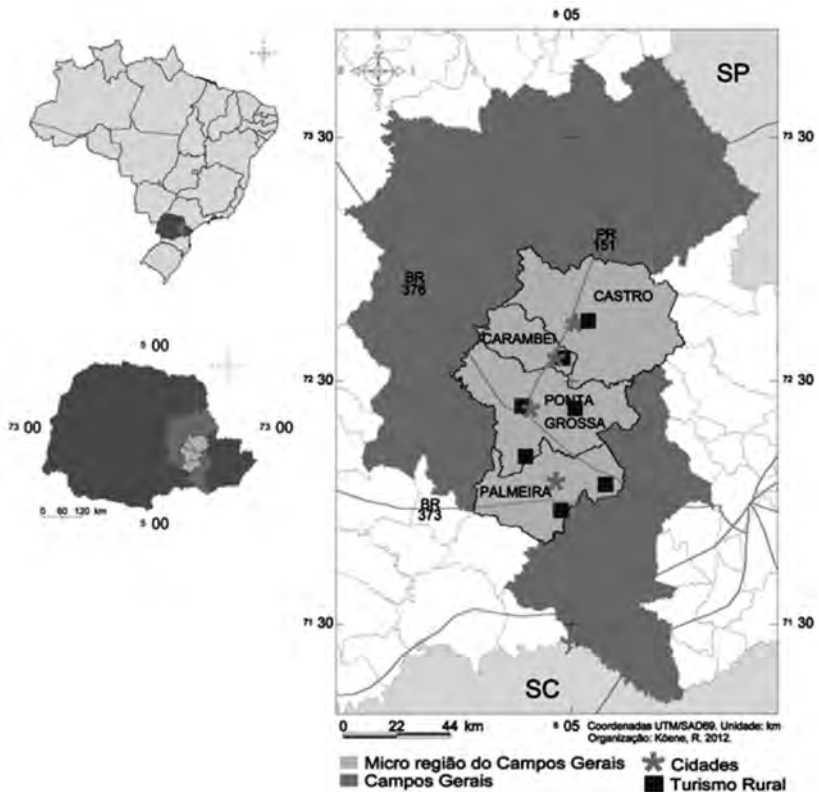 6 05
SP
73 30
73 30
PR
151
BR
376
CASTRO
CARAMBEI
72 30
72 30
PONTA
GROSSA
PALMEIRA
BR
373
71 30
71 30
SC
5 00
73 00
73 00
0 60 120 km
5 00
0 22 44 km
6 05
Coordenadas UTM/SAD69. Unidade: km
Organização: Köene, R. 2012.
Micro região do Campos Gerais
Cidades
Campos Gerais
Turismo Rural